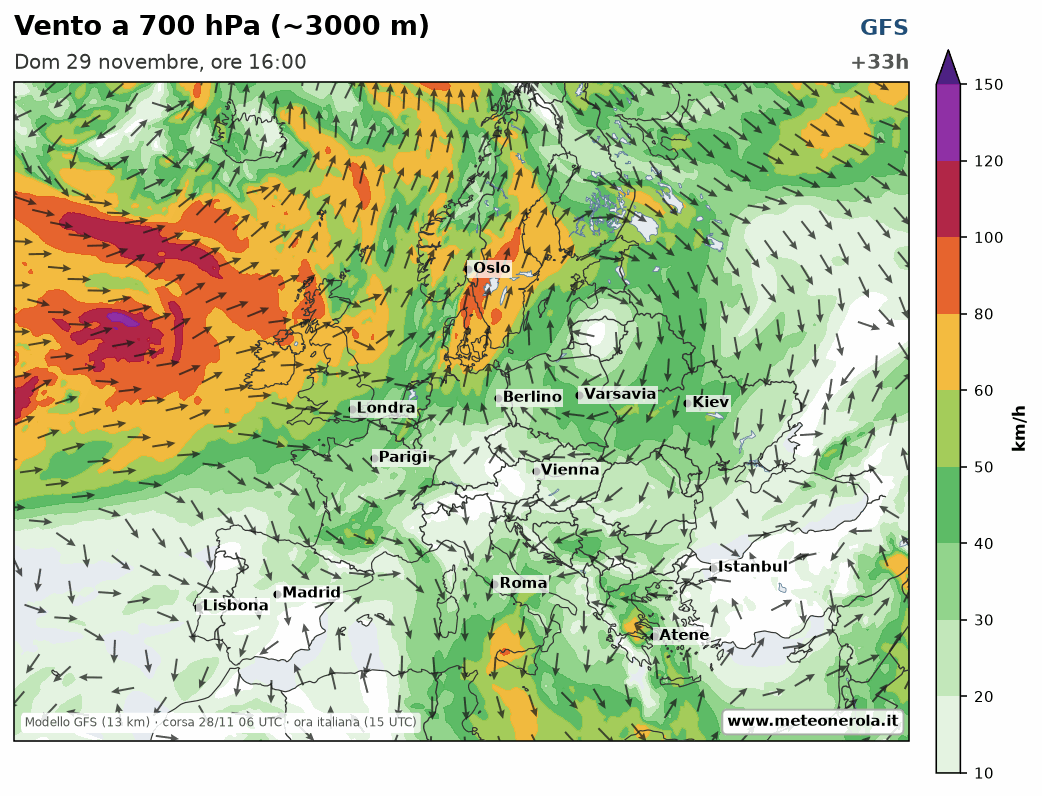 Vento a 700 hPa (~3000 m)
GFS
Dom 29 novembre, ore 16:00
+33h
150
120
100
80
60
50
40
30
20
10
km/h
Oslo
Londra
Berlino
Varsavia
Kiev
Parigi
Vienna
Istanbul
Roma
Madrid
Lisbona
Atene
Modello GFS (13 km) · corsa 28/11 06 UTC · ora italiana (15 UTC)
www.meteonerola.it